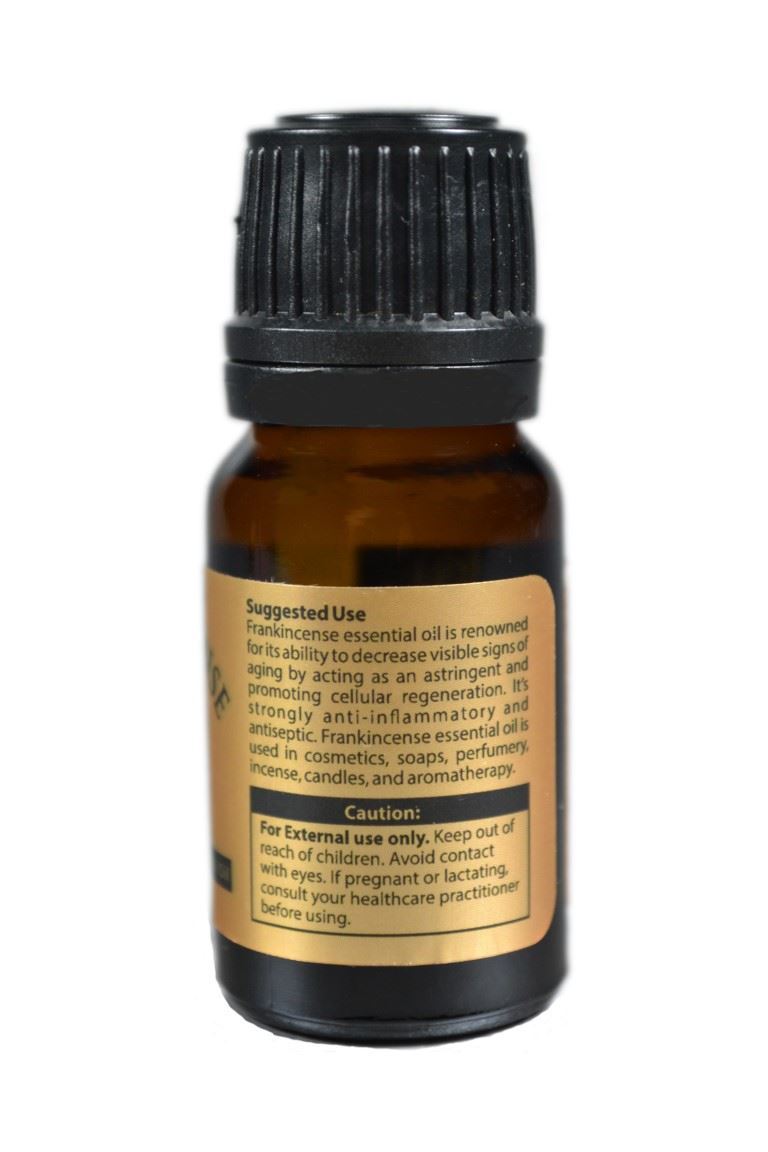 Suggested Use
Frankincense essential oil is renowned
for its ability to decrease visible signs of
aging by acting as an astringent and
promoting cellular regeneration. It's
strongly anti-inflammatory and
antiseptic. Frankincense essential oil is
used in cosmetics, soaps, perfumery,
incense, candles, and aromatherapy.
Caution:
For External use only. Keep out of
reach of children. Avoid contact
with eyes. If pregnant or lactating,
consult your healthcare practitioner
before using.